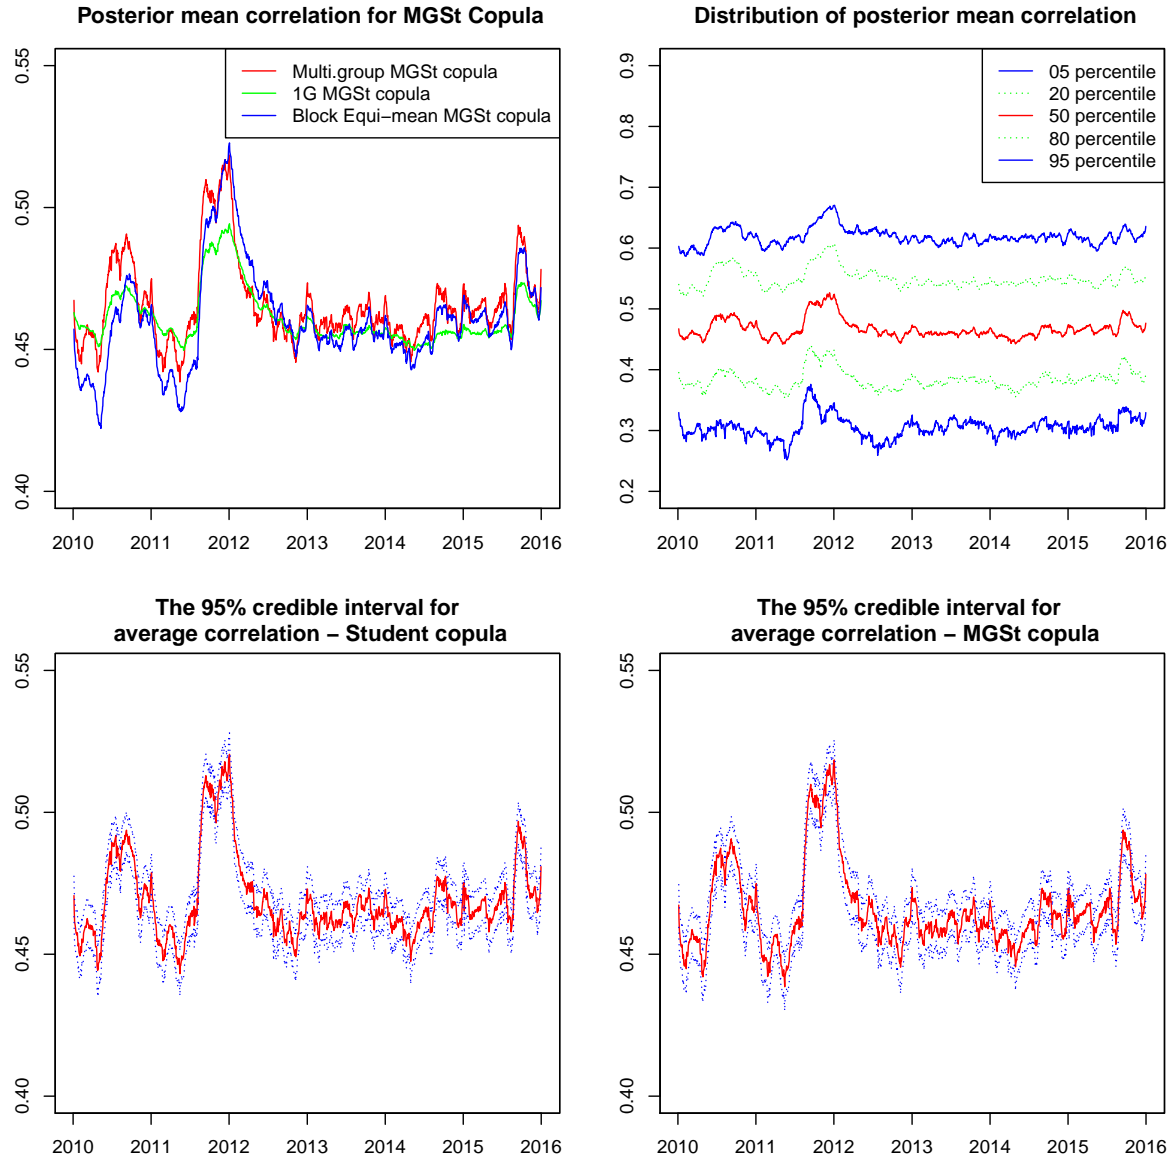 Posterior mean correlation for MGSt Copula
0.55
0.50
0.45
0.40
Multi.group MGSt copula
1G MGSt copula
Block Equi−mean MGSt copula
2010 2011 2012 2013 2014 2015 2016
Distribution of posterior mean correlation
0.9
0.8
0.7
0.6
0.5
0.4
0.3
0.2
05 percentile
20 percentile
50 percentile
80 percentile
95 percentile
2010 2011 2012 2013 2014 2015 2016
The 95% credible interval for
average correlation − Student copula
0.55
0.50
0.45
0.40
2010 2011 2012 2013 2014 2015 2016
The 95% credible interval for
average correlation − MGSt copula
0.55
0.50
0.45
0.40
2010 2011 2012 2013 2014 2015 2016